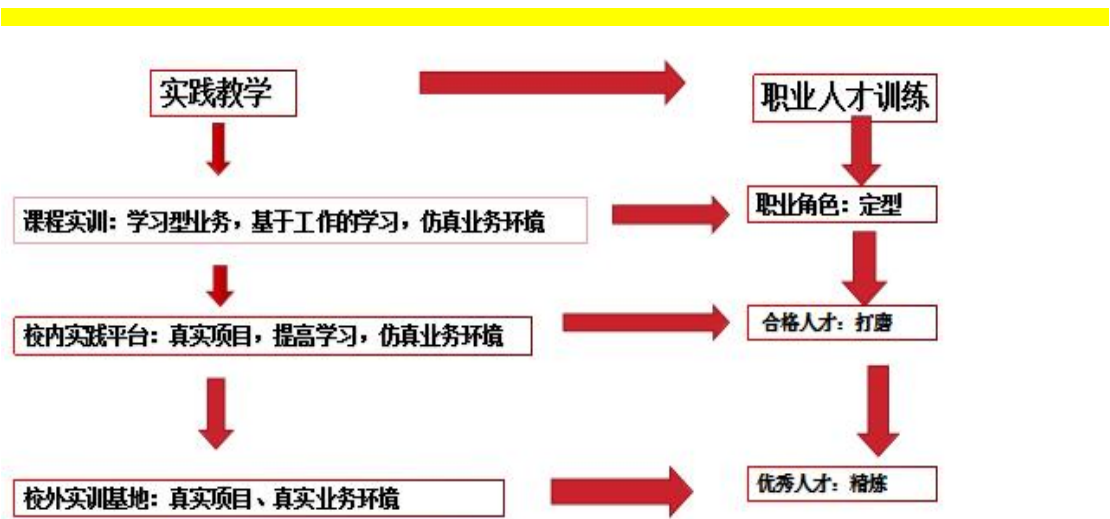 实践教学
职业人才训练
课程实训：学习型业务，基于工作的学习，仿真业务环境
职业角色：定型
校内实践平台：真实项目，提高学习，仿真业务环境
合格人才：打磨
校外实训基地：真实项目、真实业务环境
优秀人才：精炼